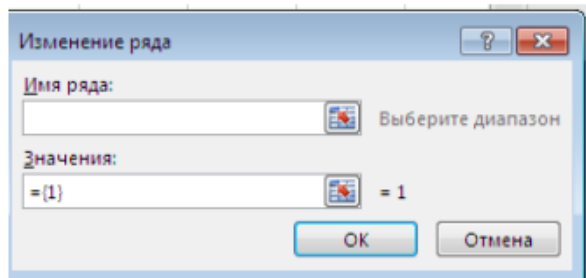 Изменение ряда
Имя ряда:
Выберите диапазон
Значения:
={1}
= 1
ОК
Отмена